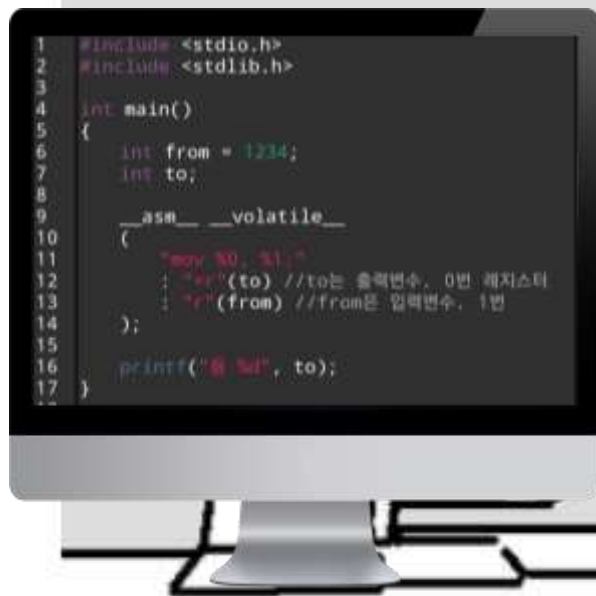 1 #include <stdio.h>
2 #include <stdlib.h>
3
4 int main()
5 {
6 int from = 1234;
7 int to;
8
9 __asm__ __volatile__
10 (
11 "mov %0, %1;"
12 : "=r"(to) //to는 출력변수. 0번 레지스터
13 : "r"(from) //from은 입력변수. 1번
14 );
15
16 printf(" %d", to);
17 }